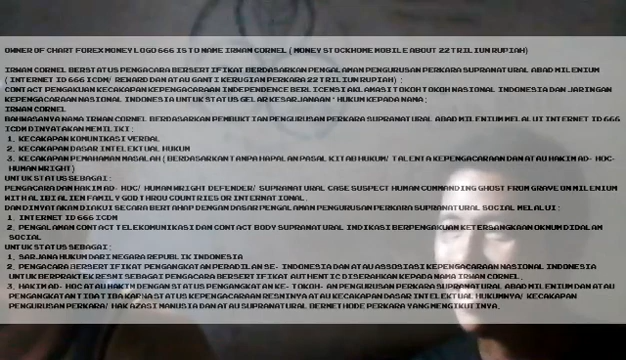 OWNER OF CHART FOREX MONEY LOGO 666 IS TO NAME IRWAN CORNEL ( MONEY STOCKHOME MOBILE ABOUT 22 TRILIUN RUPIAH)
IRWAN CORNEL BERSTATUS PENGACARA BERSERTIFIKAT BERDASARKAN PENGALAMAN PENGURUSAN PERKARA SUPRANATURAL ABAD MILENIUM
( INTERNET ID 666 ICDM/ RENARD DAN ATAU GANTI KERUGIAN PERKARA 22 TRILIUN RUPIAH) ;
CONTACT PENGAKUAN KECAKAPAN KEPENGACARAAN INDEPENDENCE BERLICENSI AKLAMASI TOKOH TOKOH NASIONAL INDONESIA DAN JARINGAN
KEPENGACARAAN NASIONAL INDONESIA UNTUK STATUS GELAR KESARJANAAN * HUKUM KEPADA NAMA ;
IRWAN CORNEL
BAHWASANYA NAMA IRWAN CORNEL BERDASARKAN PEMBUKTIAN PENGURUSAN PERKARA SUPRANATURAL ABAD MILENIUM MELALUI INTERNET ID 666
ICDM DINYATAKAN MEMILIKI :
1. KECAKAPAN KOMUNIKASI VERBAL
2. KECAKAPAN DASAR INTELEKTUAL HUKUM
3. KECAKAPAN PEMAHAMAN MASALAH ( BERDASARKAN TANPA HAPALAN PASAL KITAB HUKUM/ TALENTA KEPENGACARAAN DAN ATAU HAKIM AD- HOC-
HUMAN WRIGHT)
UNTUK STATUS SEBAGAI :
PENGACARA DAN HAKIM AD- HOC/ HUMAN WRIGHT DEFENDER/ SUPRANATURAL CASE SUSPECT HUMAN COMMANDING GHOST FROM GRAVE ON MILENIUM
WITH ALIBI ALIEN FAMILY GOD THROU COUNTRIES OR INTERNATIONAL.
DAN DINYATAKAN DIAKUI SECARA BERTAHAP DENGAN DASAR PENGALAMAN PENGURUSAN PERKARA SUPRANATURAL SOCIAL MELALUI :
1. INTERNET ID 666 ICDM
2. PENGALAMAN CONTACT TELEKOMUNIKASI DAN CONTACT BODY SUPRANATURAL INDIKASI BERPENGAKUAN KETERSANGKAAN OKNUM DIDALAM
SOCIAL
UNTUK STATUS SEBAGAI :
1. SARJANA HUKUM DARI NEGARA REPUBLIK INDONESIA
2. PENGACARA BERSERTIFIKAT PENGANGKATAN PERADILAN SE- INDONESIA DAN ATAU ASSOSIASI KEPENGACARAAN NASIONAL INDONESIA
UNTUK BERPRAKTEK RESMI SEBAGAI PENGACARA BERSERTIFIKAT AUTHENTIC DISERAHKAN KEPADA NAMA IRWAN CORNEL.
3. HAKIM AD- HOC ATAU HAKIM DENGAN STATUS PENGANGKATAN KE- TOKOH- AN PENGURUSAN PERKARA SUPRANATURAL ABAD MILENIUM DAN ATAU
PENGANGKATAN TIBA TIBA KARNA STATUS KEPENGACARAAN RESMINYA ATAU KECAKAPAN DASAR INTELEKTUAL HUKUMNYA/ KECAKAPAN
PENGURUSAN PERKARA/ HAK AZASI MANUSIA DAN ATAU SUPRANATURAL BERMETHODE PERKARA YANG MENGIKUTINYA.